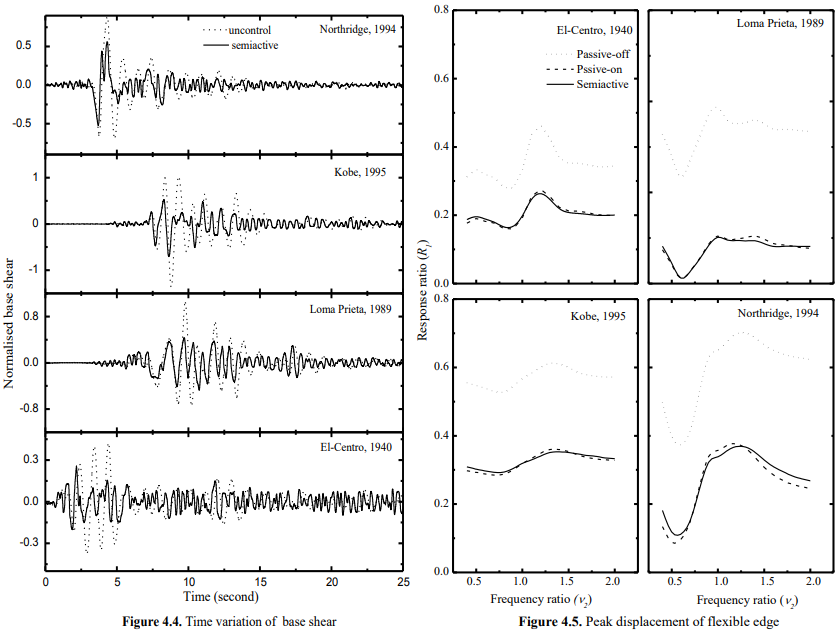 uncontrol
semiactive
Northridge, 1994
0.5
0.0
-0.5
Kobe, 1995
1
0
-1
Loma Prieta, 1989
0.8
0.0
-0.8
El-Centro, 1940
0.3
0.0
-0.3
Normalised base shear
0 5 10 15 20 25
Time (second)
Figure 4.4. Time variation of base shear
El-Centro, 1940
Passive-off
Pssive-on
Semiactive
Loma Prieta, 1989
0.8
0.6
0.4
0.2
0.0
Kobe, 1995
Northridge, 1994
0.8
0.6
0.4
0.2
0.0
Response ratio (R₁)
0.5 1.0 1.5 2.0
0.5 1.0 1.5 2.0
Frequency ratio (ν₂)
Frequency ratio (ν₂)
Figure 4.5. Peak displacement of flexible edge